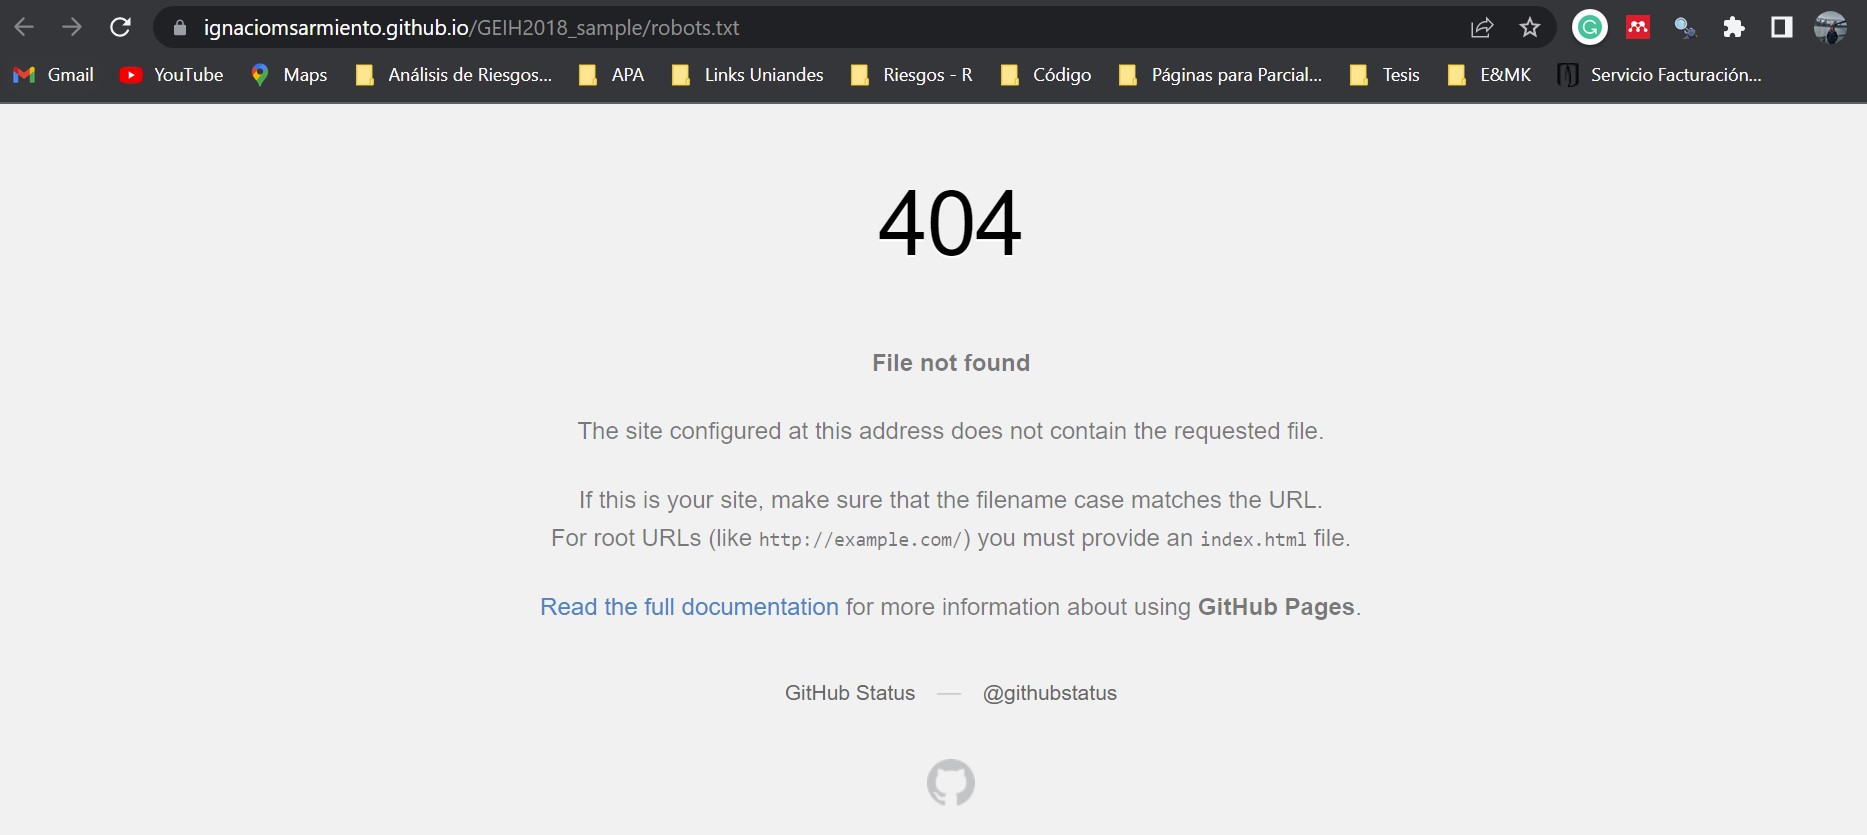 ignaciomsarmiento.github.io/GEIH2018_sample/robots.txt
Gmail YouTube Maps Análisis de Riesgos... APA Links Uniandes Riesgos - R Código Páginas para Parcial... Tesis E&MK Servicio Facturación...
404
File not found
The site configured at this address does not contain the requested file.
If this is your site, make sure that the filename case matches the URL.
For root URLs (like http://example.com/) you must provide an index.html file.
Read the full documentation for more information about using GitHub Pages.
GitHub Status — @githubstatus